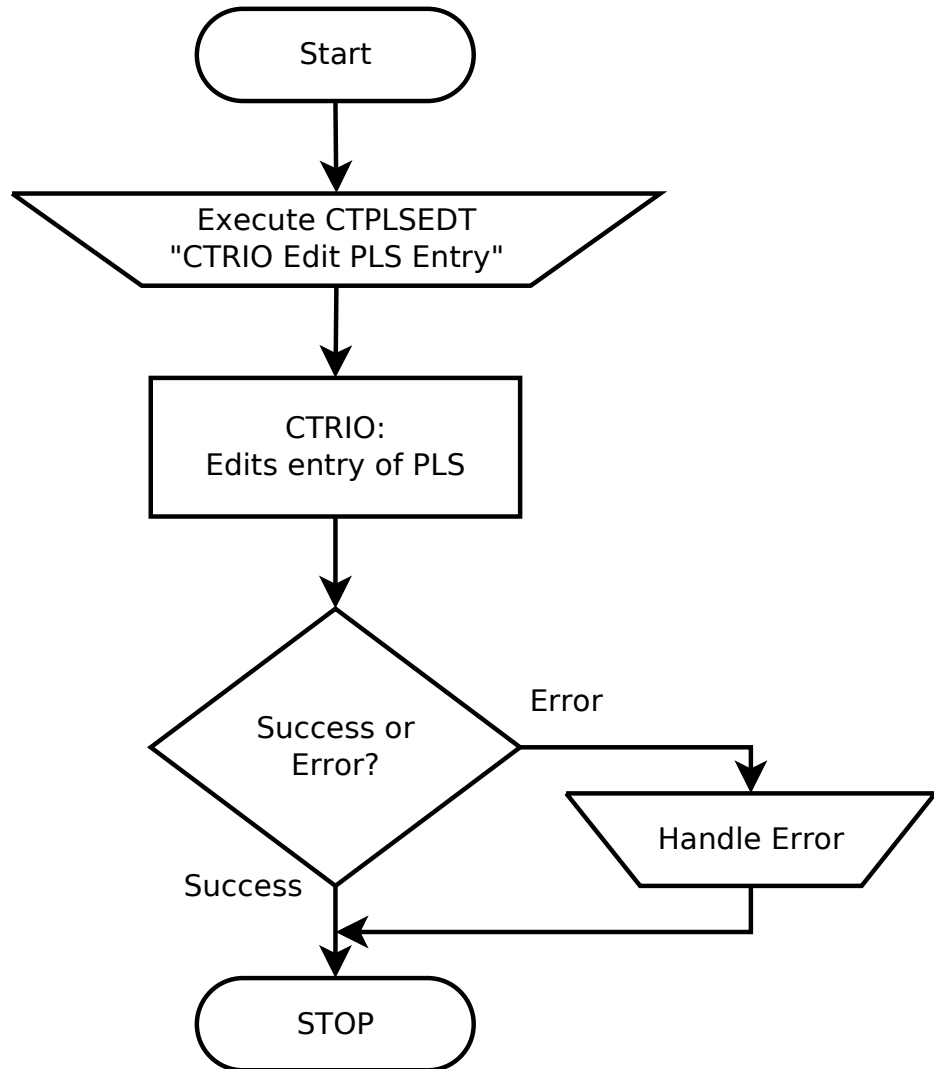 Start
Execute CTPLSEDT
"CTRIO Edit PLS Entry"
CTRIO:
Edits entry of PLS
Success or
Error?
Error
Handle Error
Success
STOP